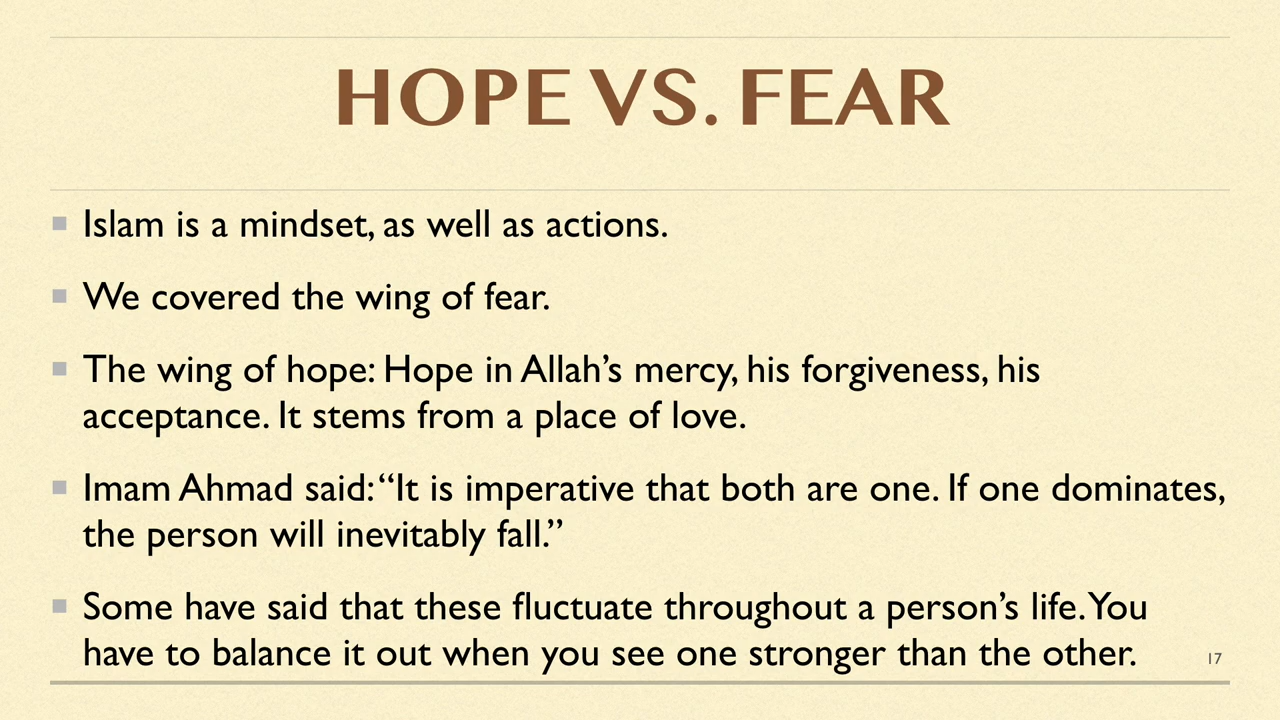 HOPE VS. FEAR
Islam is a mindset, as well as actions.
We covered the wing of fear.
The wing of hope: Hope in Allah’s mercy, his forgiveness, his
acceptance. It stems from a place of love.
Imam Ahmad said: “It is imperative that both are one. If one dominates,
the person will inevitably fall.”
Some have said that these fluctuate throughout a person’s life. You
have to balance it out when you see one stronger than the other.
17